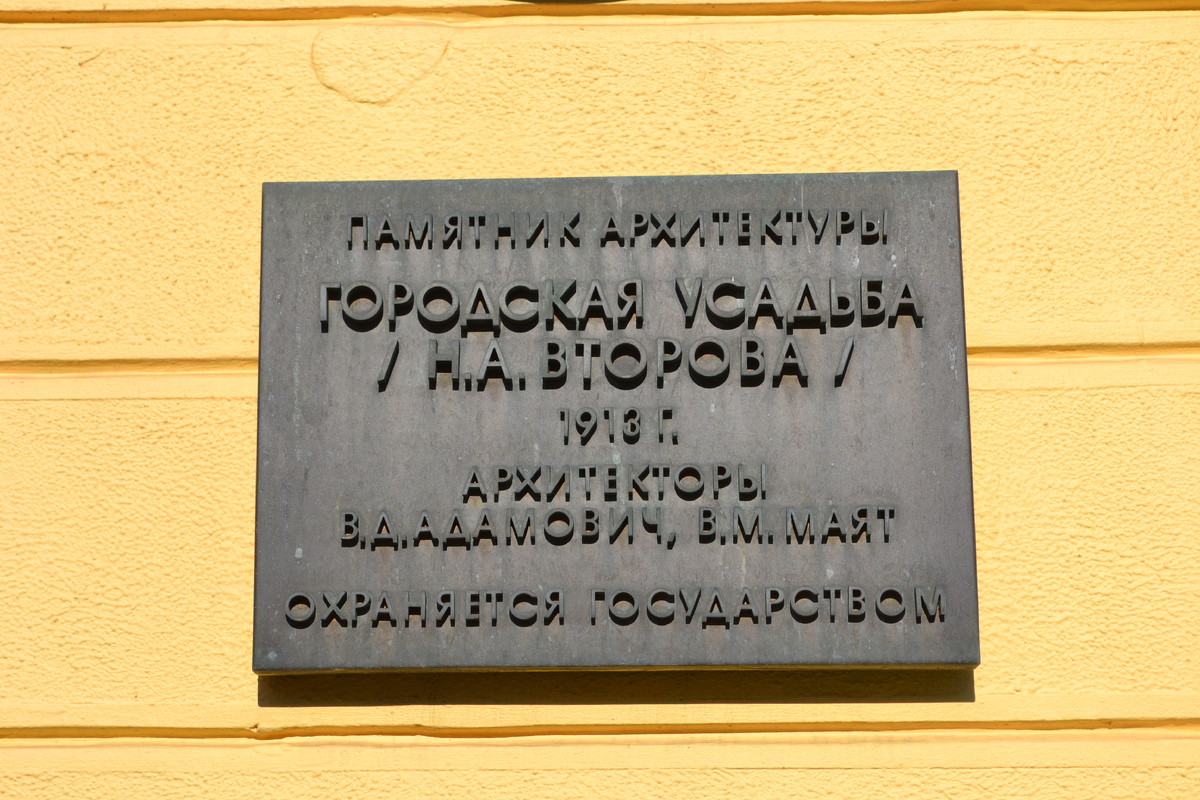 ПАМЯТНИК АРХИТЕКТУРЫ
ГОРОДСКАЯ УСАДЬБА
/ Н.А. ВТОРОВА /
1913 Г.
АРХИТЕКТОРЫ
В.Д.АДАМОВИЧ, В.М. МАЯТ
ОХРАНЯЕТСЯ ГОСУДАРСТВОМ